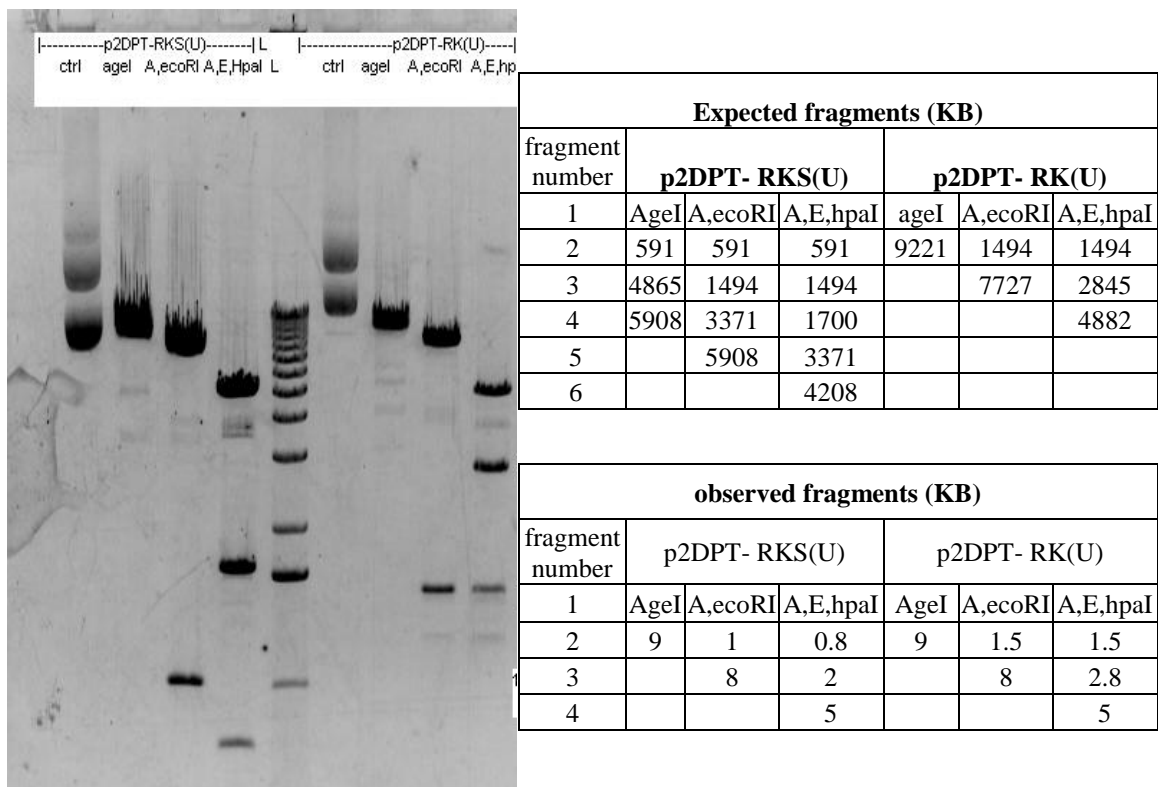 |-----------p2DPT-RKS(U)--------| L |----------------p2DPT-RK(U)-----|
ctrl ageI A,ecoRI A,E,HpaI L ctrl ageI A,ecoRI A,E,hp
Expected fragments (KB)
fragment number p2DPT- RKS(U) p2DPT- RK(U)
1 AgeI A,ecoRI A,E,hpaI ageI A,ecoRI A,E,hpaI
2 591 591 591 9221 1494 1494
3 4865 1494 1494 7727 2845
4 5908 3371 1700 4882
5 5908 3371
6 4208
observed fragments (KB)
fragment number p2DPT- RKS(U) p2DPT- RK(U)
1 AgeI A,ecoRI A,E,hpaI AgeI A,ecoRI A,E,hpaI
2 9 1 0.8 9 1.5 1.5
3 8 2 8 2.8
4 5 5